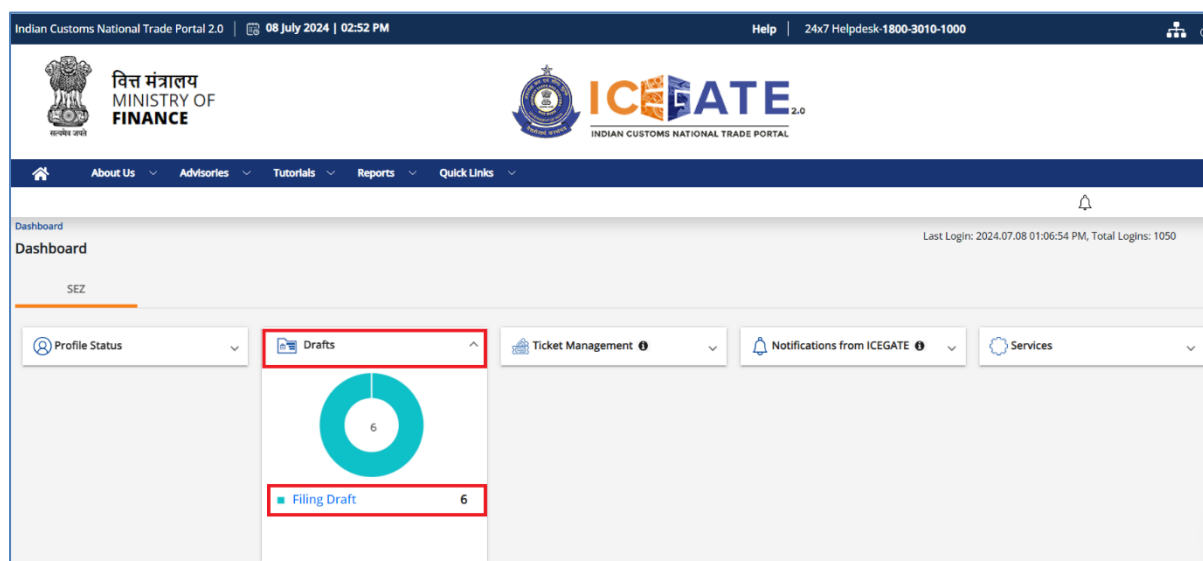 Indian Customs National Trade Portal 2.0 | 08 July 2024 | 02:52 PM Help | 24x7 Helpdesk-1800-3010-1000
सत्यमेव जयते
वित्त मंत्रालय
MINISTRY OF
FINANCE
ICEGATE 2.0
INDIAN CUSTOMS NATIONAL TRADE PORTAL
About Us Advisories Tutorials Reports Quick Links
Dashboard
Dashboard
Last Login: 2024.07.08 01:06:54 PM, Total Logins: 1050
SEZ
Profile Status Drafts Ticket Management Notifications from ICEGATE Services
6
Filing Draft 6